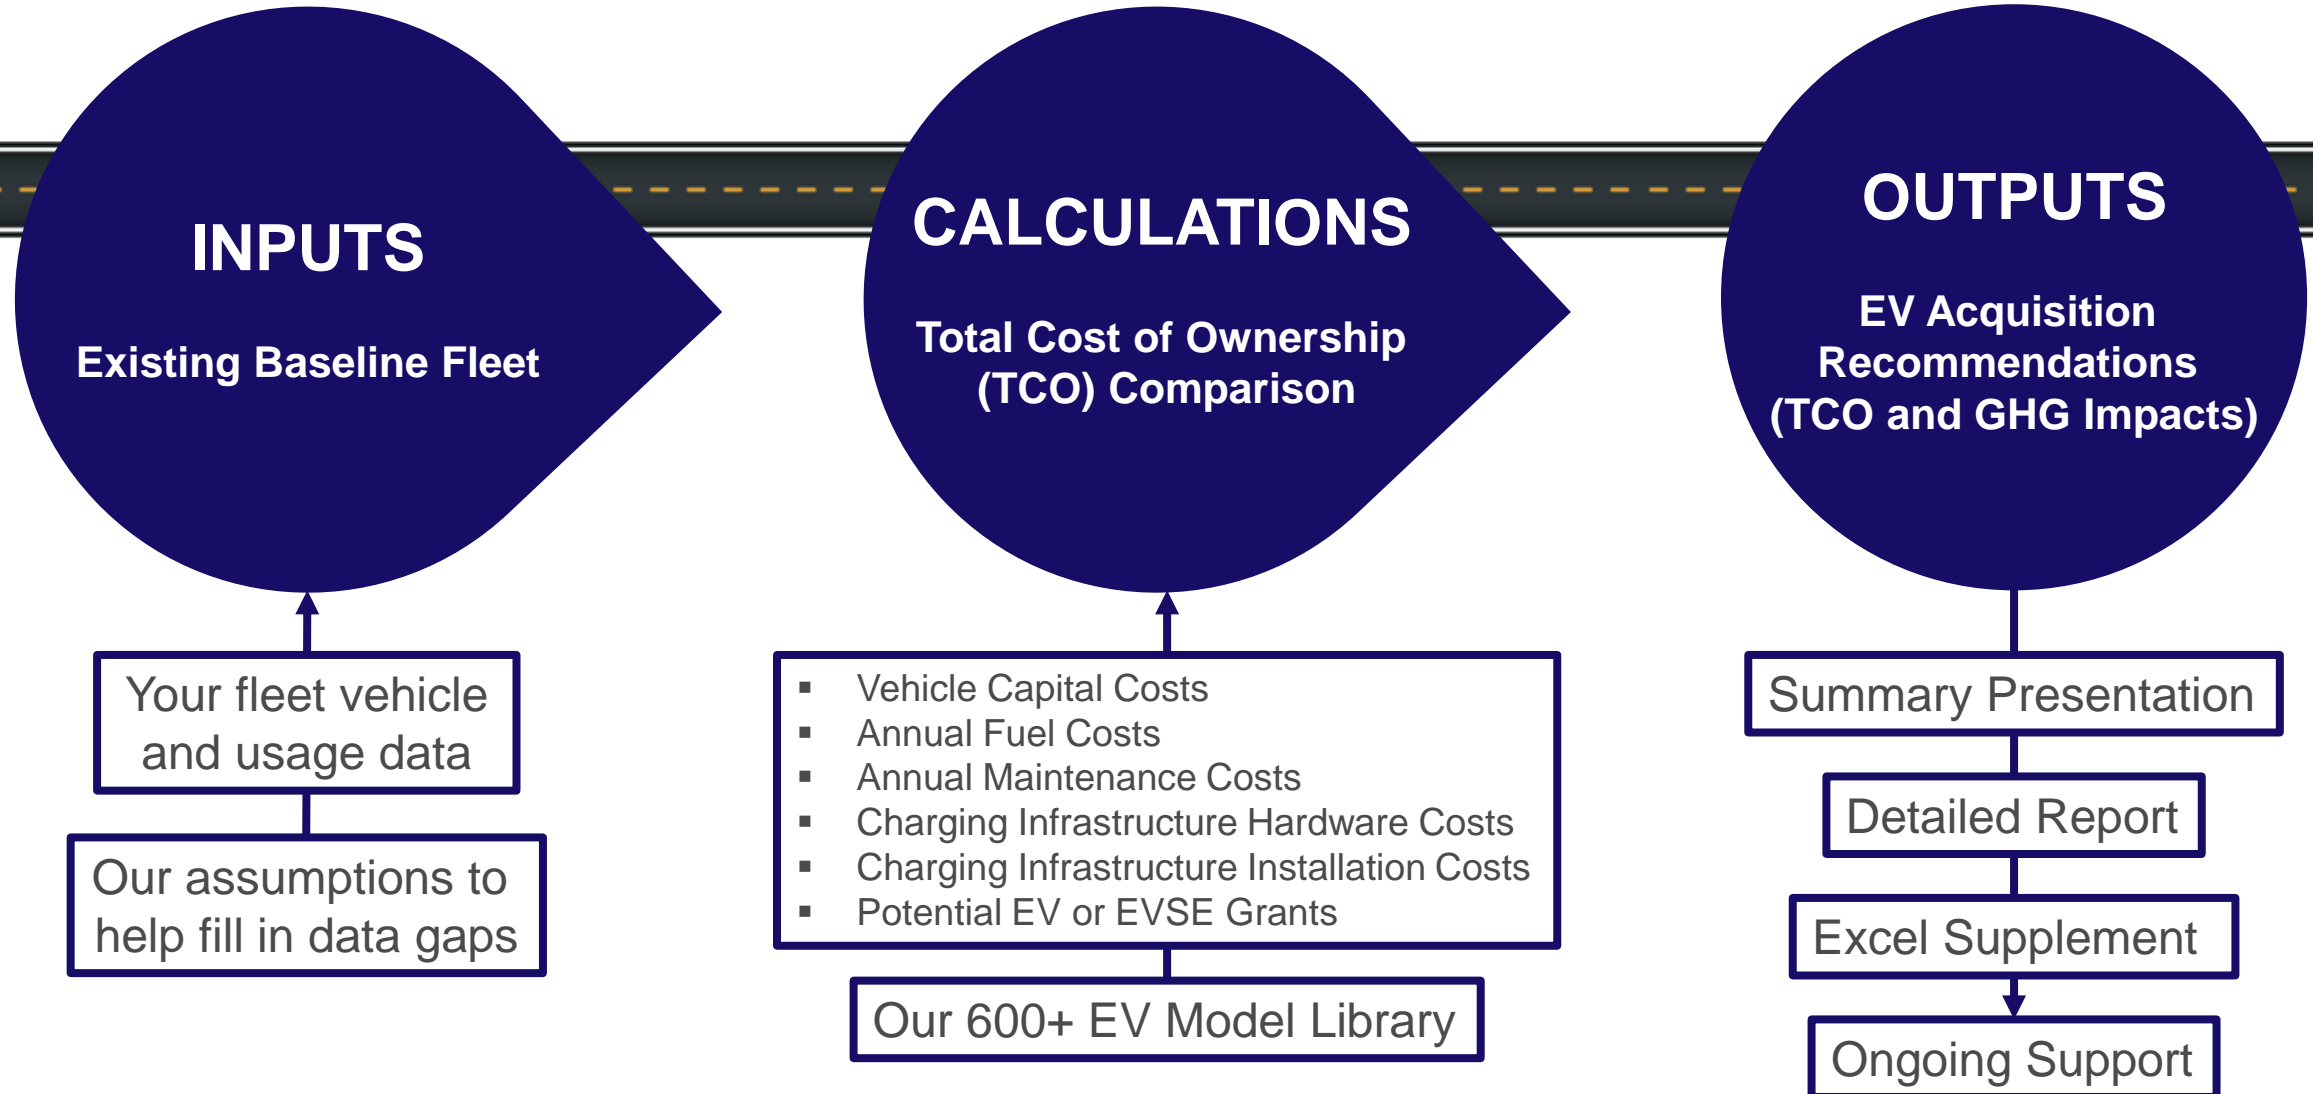 INPUTS
Existing Baseline Fleet
Your fleet vehicle
and usage data
Our assumptions to
help fill in data gaps
CALCULATIONS
Total Cost of Ownership
(TCO) Comparison
▪ Vehicle Capital Costs
▪ Annual Fuel Costs
▪ Annual Maintenance Costs
▪ Charging Infrastructure Hardware Costs
▪ Charging Infrastructure Installation Costs
▪ Potential EV or EVSE Grants
Our 600+ EV Model Library
OUTPUTS
EV Acquisition
Recommendations
(TCO and GHG Impacts)
Summary Presentation
Detailed Report
Excel Supplement
Ongoing Support